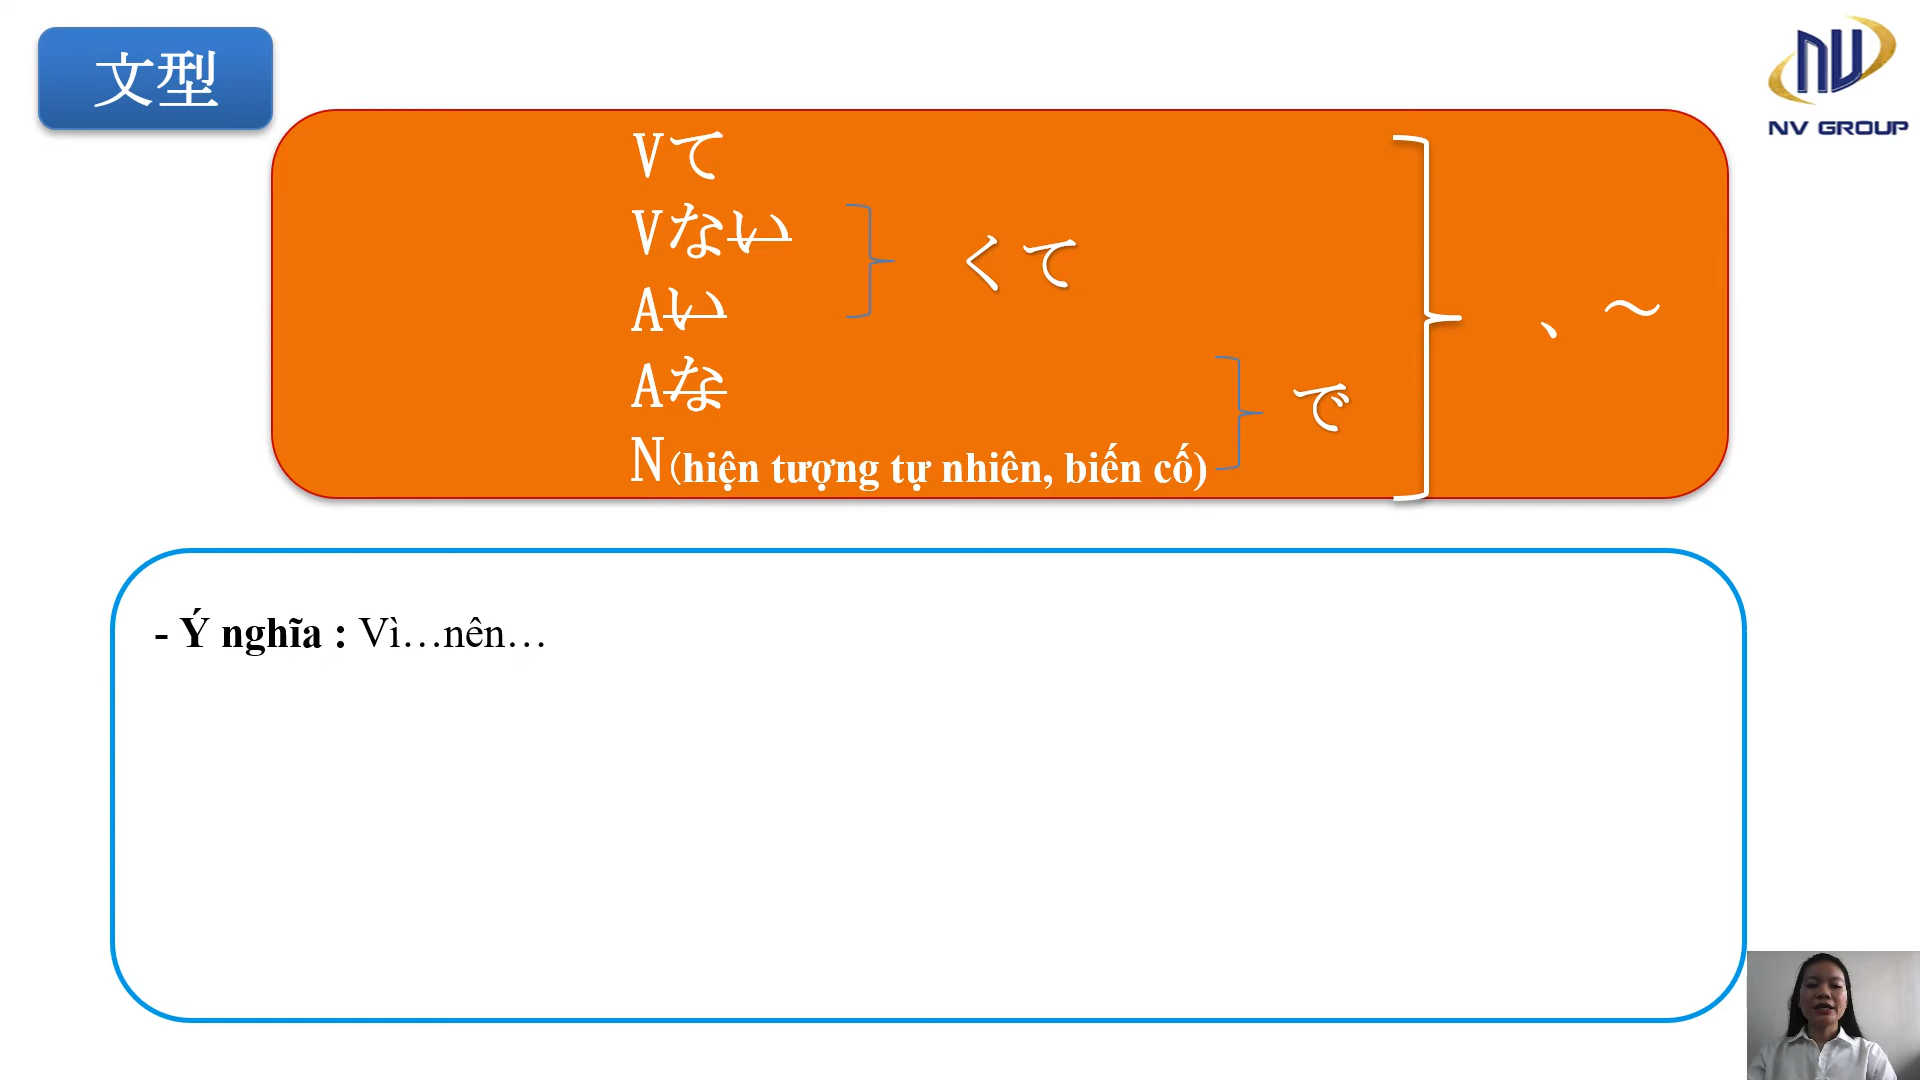 文型
NV GROUP
Vて
Vない
くて
Aい
、～
Aな
で
N(hiện tượng tự nhiên, biến cố)
- Ý nghĩa : Vì…nên…